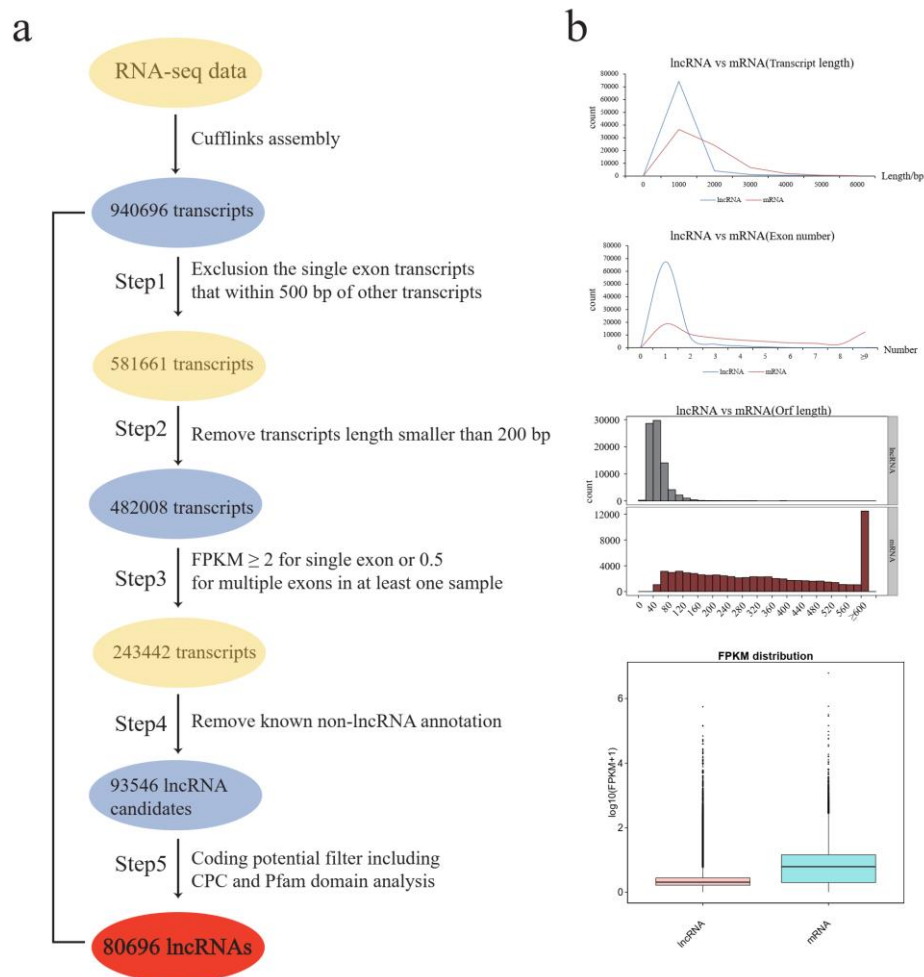 a
RNA-seq data
Cufflinks assembly
940696 transcripts
Step1
Exclusion the single exon transcripts
that within 500 bp of other transcripts
581661 transcripts
Step2
Remove transcripts length smaller than 200 bp
482008 transcripts
Step3
FPKM ≥ 2 for single exon or 0.5
for multiple exons in at least one sample
243442 transcripts
Step4
Remove known non-lncRNA annotation
93546 lncRNA
candidates
Step5
Coding potential filter including
CPC and Pfam domain analysis
80696 lncRNAs
b
lncRNA vs mRNA(Transcript length)
count
80000
70000
60000
50000
40000
30000
20000
10000
0
0 1000 2000 3000 4000 5000 6000
Length/bp
lncRNA mRNA
lncRNA vs mRNA(Exon number)
count
80000
70000
60000
50000
40000
30000
20000
10000
0
0 1 2 3 4 5 6 7 8 ≥9
Number
lncRNA mRNA
lncRNA vs mRNA(Orf length)
count
30000
20000
10000
0
lncRNA
12000
8000
4000
0
mRNA
0 40 80 120 160 200 240 280 320 360 400 440 480 520 560 ≥600
FPKM distribution
log10(FPKM+1)
6
4
2
0
lncRNA
mRNA